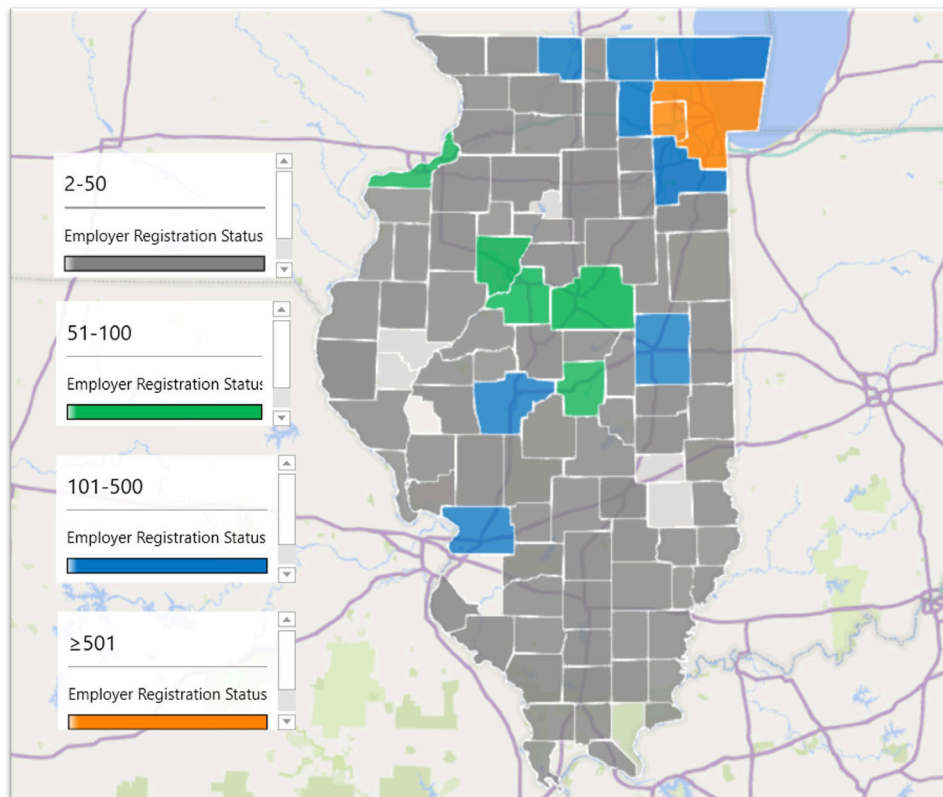 2-50
Employer Registration Status
51-100
Employer Registration Status
101-500
Employer Registration Status
≥501
Employer Registration Status